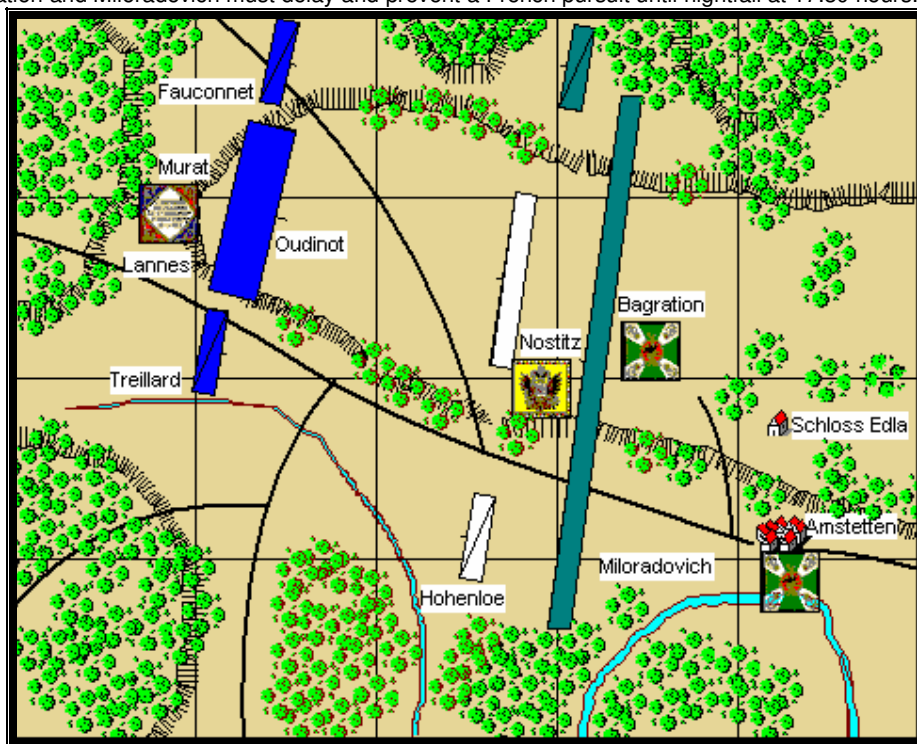 ation and Miloradovich must delay and prevent a French pursuit until nightfall at 17:30 hours.
Fauconnet
Murat
Oudinot
Lannes
Bagration
Nostitz
Treillard
Schloss Edla
Amstetten
Miloradovich
Hohenloe